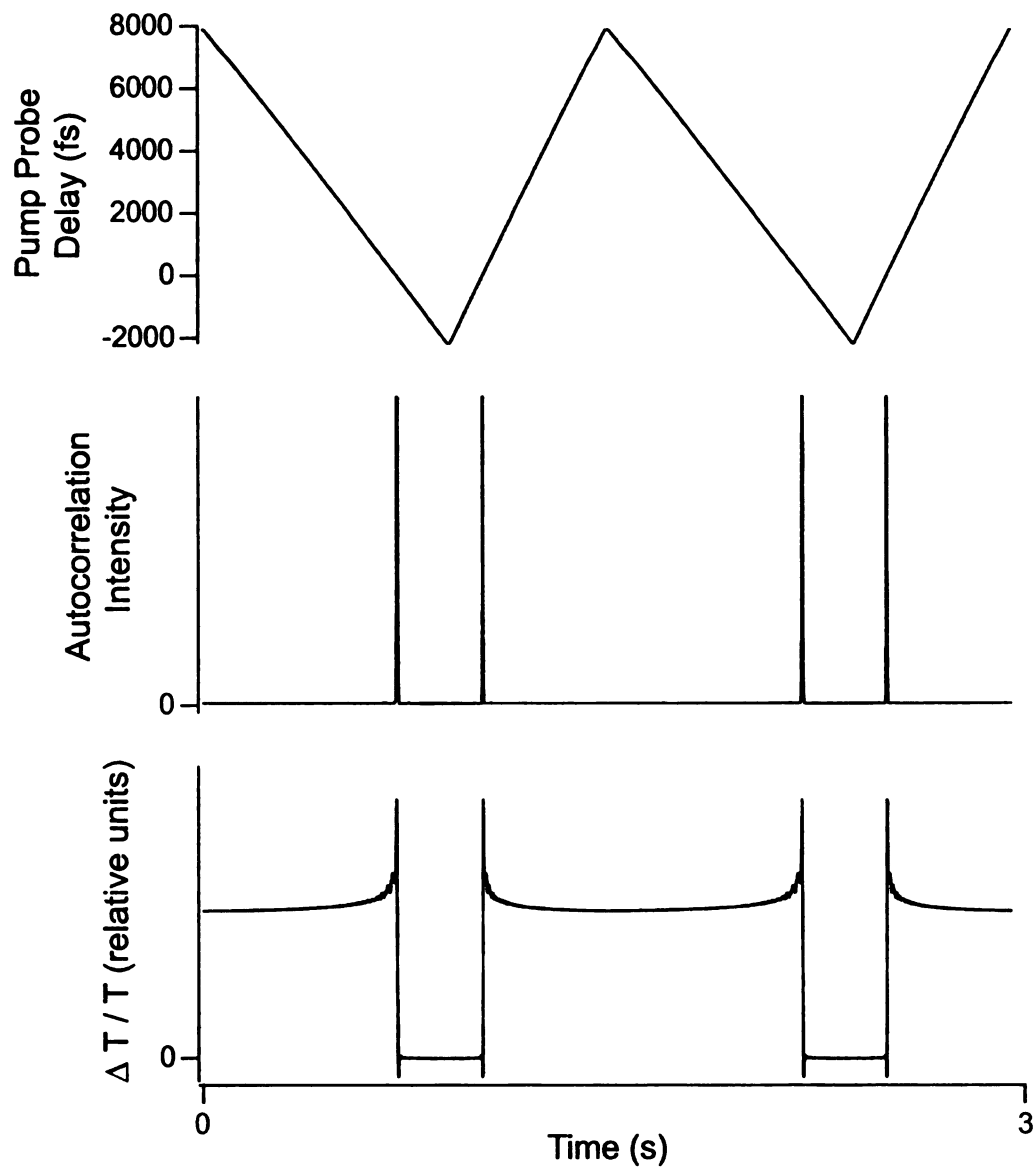 8000
6000
4000
2000
0
-2000
Pump Probe
Delay (fs)
Autocorrelation
Intensity
0
Δ T / T (relative units)
0
0
3
Time (s)